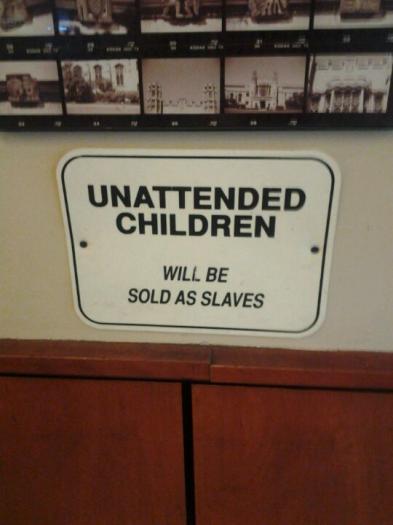 UNATTENDED
CHILDREN
WILL BE
SOLD AS SLAVES